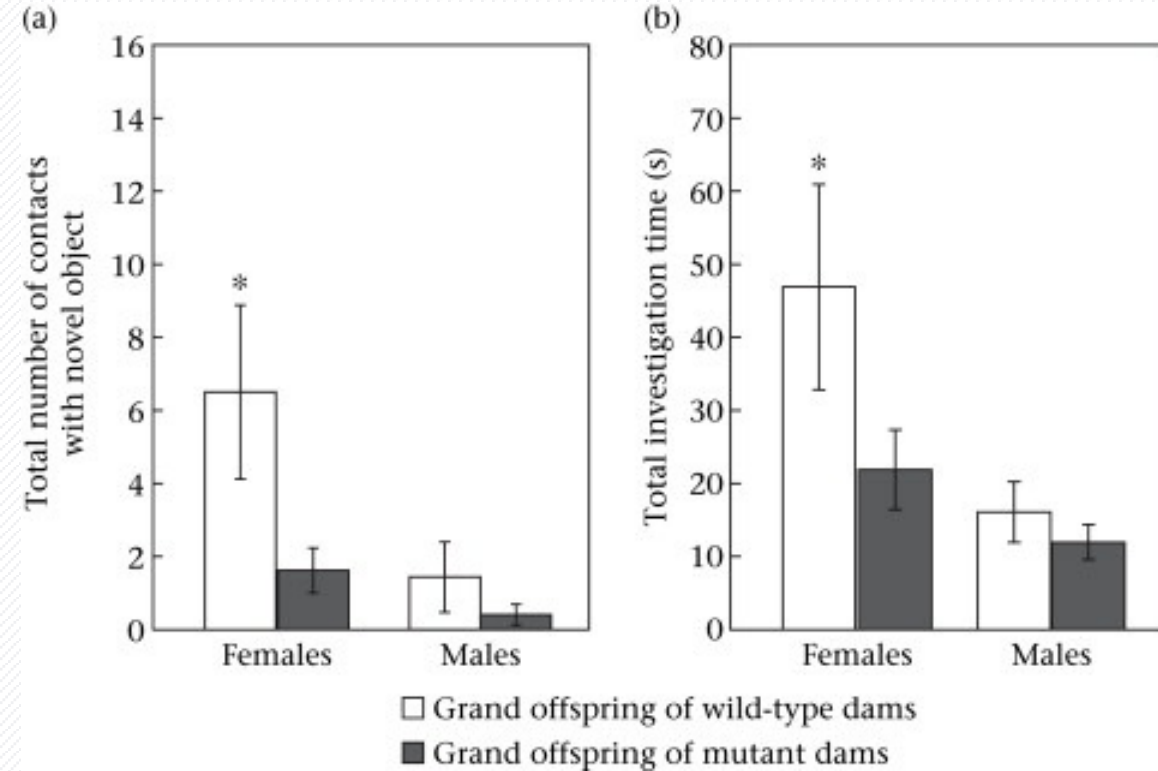 (a)
Total number of contacts
with novel object
16
14
12
10
8
6
4
2
0
*
Females
Males
(b)
Total investigation time (s)
80
70
60
50
40
30
20
10
0
*
Females
Males
Grand offspring of wild-type dams
Grand offspring of mutant dams